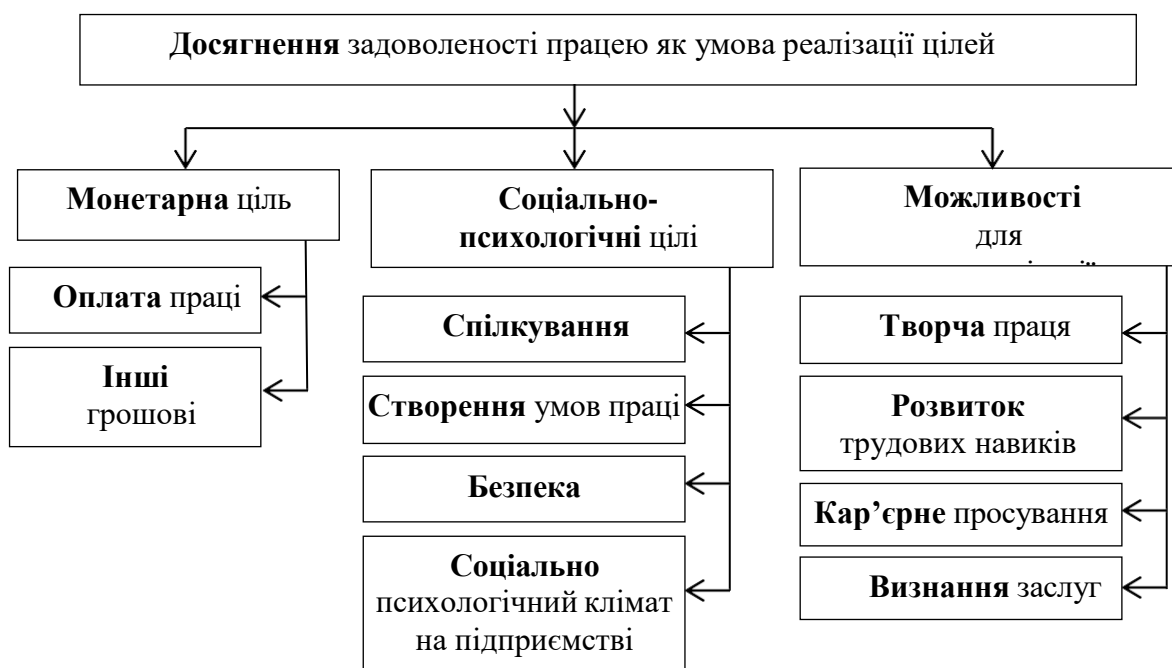 Досягнення задоволеності працею як умова реалізації цілей
Монетарна ціль
Оплата праці
Інші
грошові
Соціально-
психологічні цілі
Спілкування
Створення умов праці
Безпека
Соціально
психологічний клімат
на підприємстві
Можливості
для
Творча праця
Розвиток
трудових навиків
Кар’єрне просування
Визнання заслуг